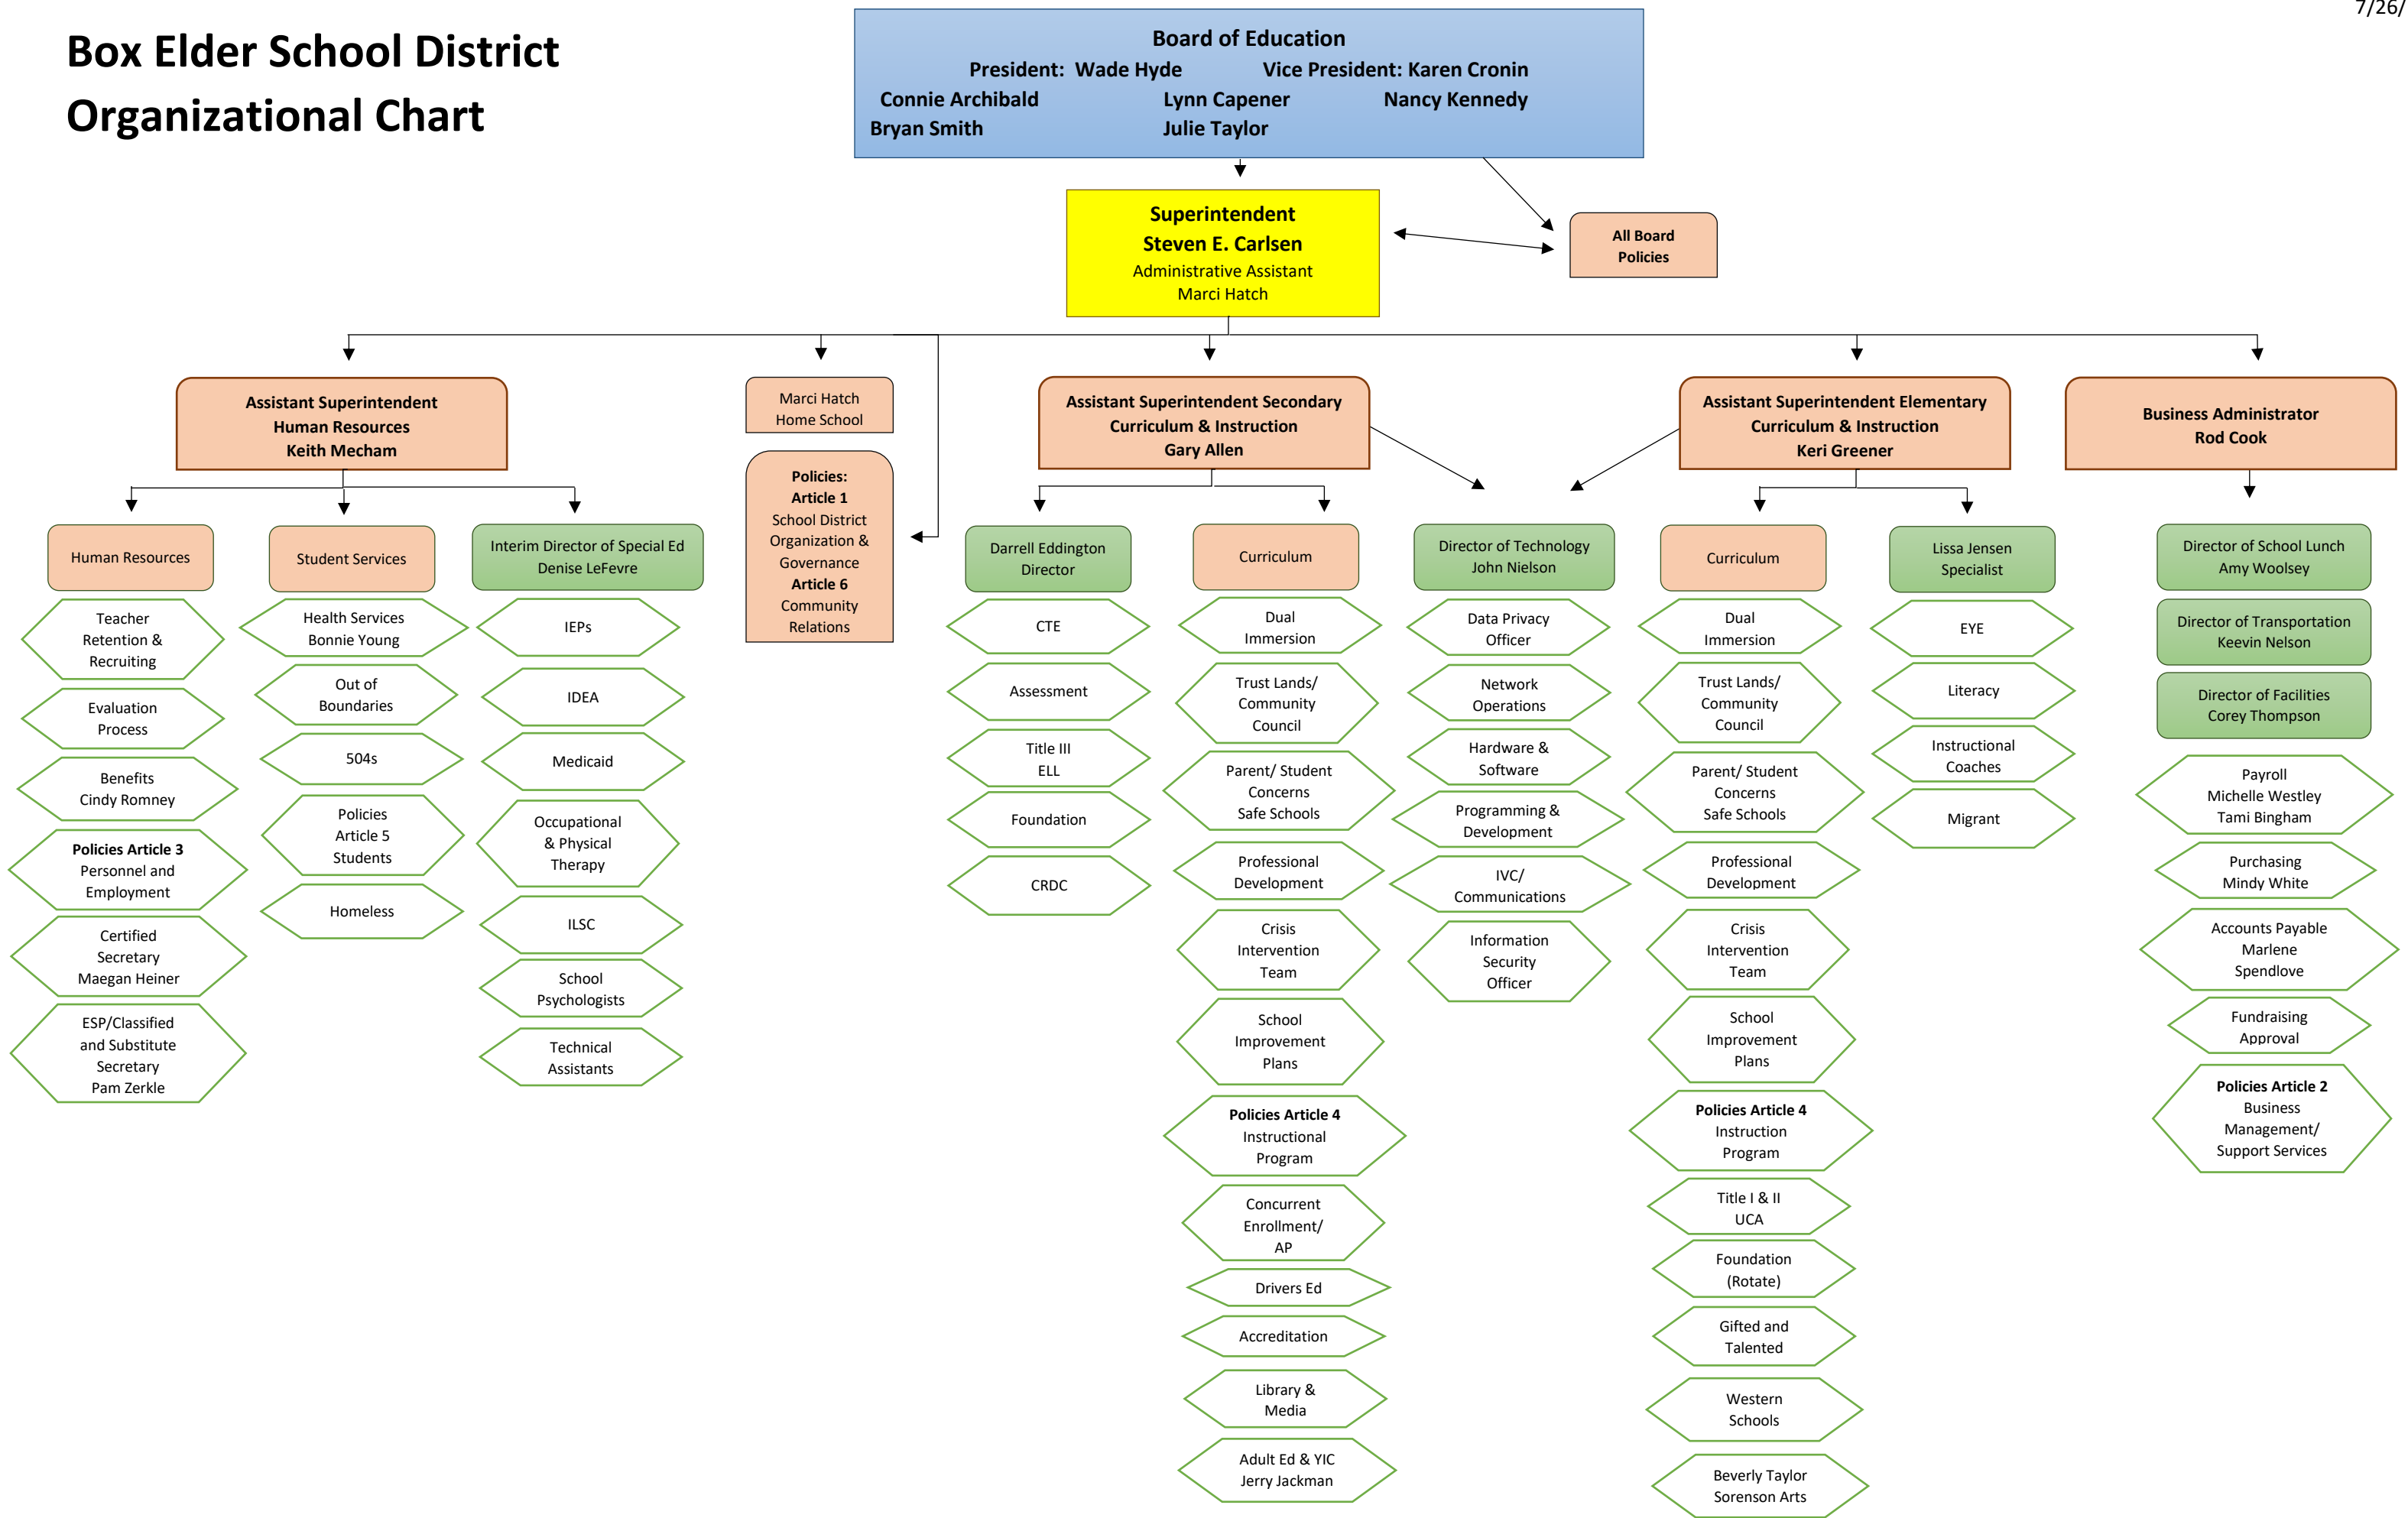 7/26/
Box Elder School District
Organizational Chart
Board of Education
President: Wade Hyde Vice President: Karen Cronin
Connie Archibald Lynn Capener Nancy Kennedy
Bryan Smith Julie Taylor
Superintendent
Steven E. Carlsen
Administrative Assistant
Marci Hatch
All Board
Policies
Assistant Superintendent
Human Resources
Keith Mecham
Marci Hatch
Home School
Policies:
Article 1
School District
Organization &
Governance
Article 6
Community
Relations
Assistant Superintendent Secondary
Curriculum & Instruction
Gary Allen
Assistant Superintendent Elementary
Curriculum & Instruction
Keri Greener
Business Administrator
Rod Cook
Human Resources
Teacher
Retention &
Recruiting
Evaluation
Process
Benefits
Cindy Romney
Policies Article 3
Personnel and
Employment
Certified
Secretary
Maegan Heiner
ESP/Classified
and Substitute
Secretary
Pam Zerkle
Student Services
Health Services
Bonnie Young
Out of
Boundaries
504s
Policies
Article 5
Students
Homeless
Interim Director of Special Ed
Denise LeFevre
IEPs
IDEA
Medicaid
Occupational
& Physical
Therapy
ILSC
School
Psychologists
Technical
Assistants
Darrell Eddington
Director
CTE
Assessment
Title III
ELL
Foundation
CRDC
Curriculum
Dual
Immersion
Trust Lands/
Community
Council
Parent/ Student
Concerns
Safe Schools
Professional
Development
Crisis
Intervention
Team
School
Improvement
Plans
Policies Article 4
Instructional
Program
Concurrent
Enrollment/
AP
Drivers Ed
Accreditation
Library &
Media
Adult Ed & YIC
Jerry Jackman
Director of Technology
John Nielson
Data Privacy
Officer
Network
Operations
Hardware &
Software
Programming &
Development
IVC/
Communications
Information
Security
Officer
Curriculum
Dual
Immersion
Trust Lands/
Community
Council
Parent/ Student
Concerns
Safe Schools
Professional
Development
Crisis
Intervention
Team
School
Improvement
Plans
Policies Article 4
Instruction
Program
Title I & II
UCA
Foundation
(Rotate)
Gifted and
Talented
Western
Schools
Beverly Taylor
Sorenson Arts
Lissa Jensen
Specialist
EYE
Literacy
Instructional
Coaches
Migrant
Director of School Lunch
Amy Woolsey
Director of Transportation
Keevin Nelson
Director of Facilities
Corey Thompson
Payroll
Michelle Westley
Tami Bingham
Purchasing
Mindy White
Accounts Payable
Marlene
Spendlove
Fundraising
Approval
Policies Article 2
Business
Management/
Support Services